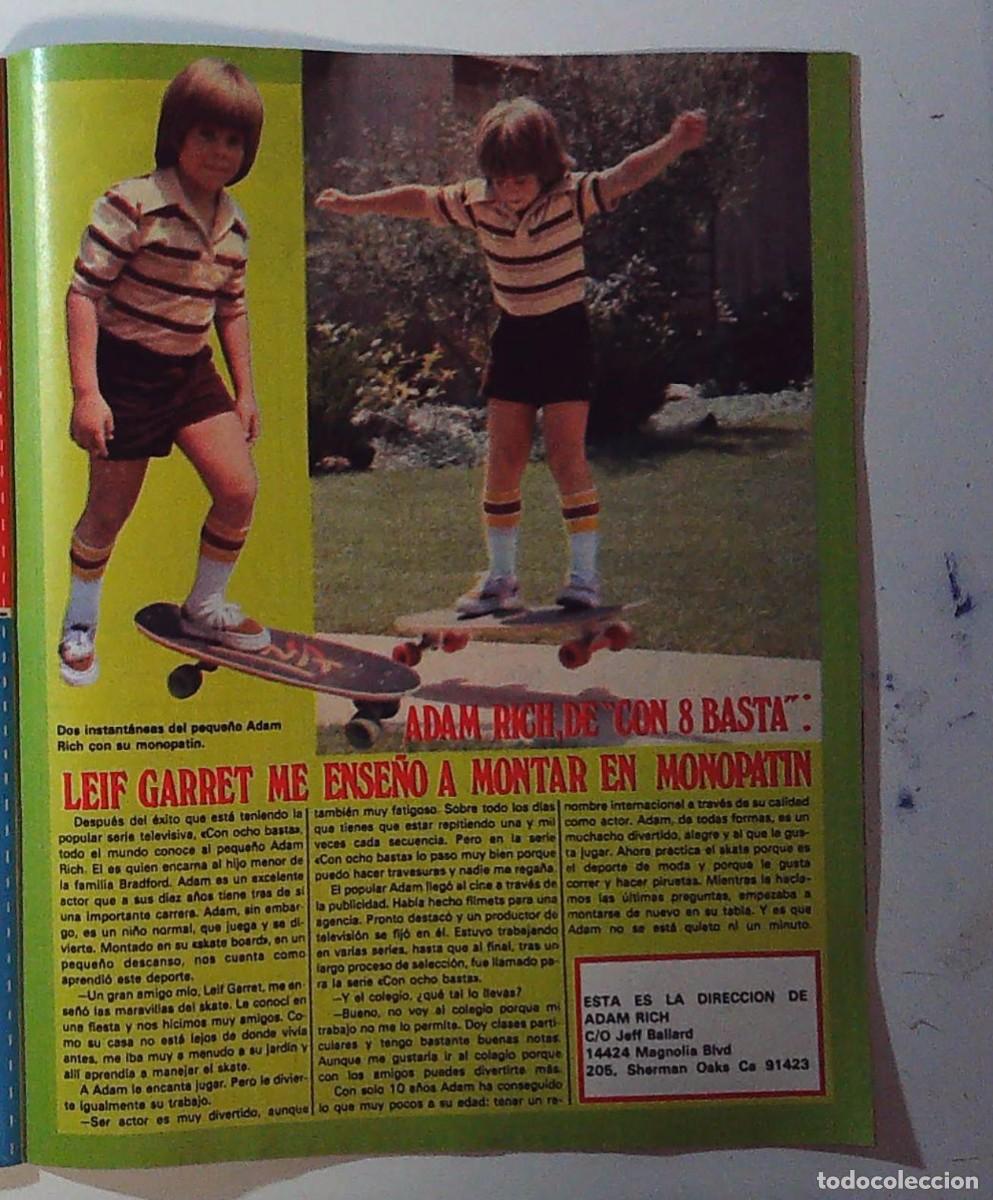 Dos instantáneas del pequeño Adam
Rich con su monopatín.
ADAM RICH, DE "CON 8 BASTA":
LEIF GARRET ME ENSEÑO A MONTAR EN MONOPATIN
Después del éxito que está teniendo la
popular serie televisiva, «Con ocho basta»,
todo el mundo conoce al pequeño Adam
Rich. El es quien encarna al hijo menor de
la familia Bradford. Adam es un excelente
actor que a sus diez años tiene tras de sí
una importante carrera. Adam, sin embar-
go, es un niño normal, que juega y se di-
vierte. Montado en su «skate board», en un
pequeño descanso, nos cuenta como
aprendió este deporte.
—Un gran amigo mío, Leif Garret, me en-
señó las maravillas del skate. Le conocí en
una fiesta y nos hicimos muy amigos. Co-
mo su casa no está lejos de donde vivía
antes, me iba muy a menudo a su jardín y
allí aprendía a manejar el skate.
A Adam le encanta jugar. Pero le divier-
te igualmente su trabajo.
—Ser actor es muy divertido, aunque
también muy fatigoso. Sobre todo los días
que tienes que estar repitiendo una y mil
veces cada secuencia. Pero en la serie
«Con ocho basta» lo paso muy bien porque
puedo hacer travesuras y nadie me regaña.
El popular Adam llegó al cine a través de
la publicidad. Había hecho filmets para una
agencia. Pronto destacó y un productor de
televisión se fijó en él. Estuvo trabajando
en varias series, hasta que al final, tras un
largo proceso de selección, fue llamado pa-
ra la serie «Con ocho basta».
—Y el colegio, ¿qué tal lo llevas?
—Bueno, no voy al colegio porque mi
trabajo no me lo permite. Doy clases parti-
culares y tengo bastante buenas notas.
Aunque me gustaría ir al colegio porque
con los amigos puedes divertirte más.
Con solo 10 años Adam ha conseguido
lo que muy pocos a su edad: tener un re-
nombre internacional a través de su calidad
como actor. Adam, de todas formas, es un
muchacho divertido, alegre y al que le gus-
ta jugar. Ahora practica el skate porque es
el deporte de moda y porque le gusta
correr y hacer piruetas. Mientras le hacía-
mos las últimas preguntas, empezaba a
montarse de nuevo en su tabla. Y es que
Adam no se está quieto ni un minuto.
ESTA ES LA DIRECCION DE
ADAM RICH
C/O Jeff Ballard
14424 Magnolia Blvd
205, Sherman Oaks Ca 91423
todocoleccion